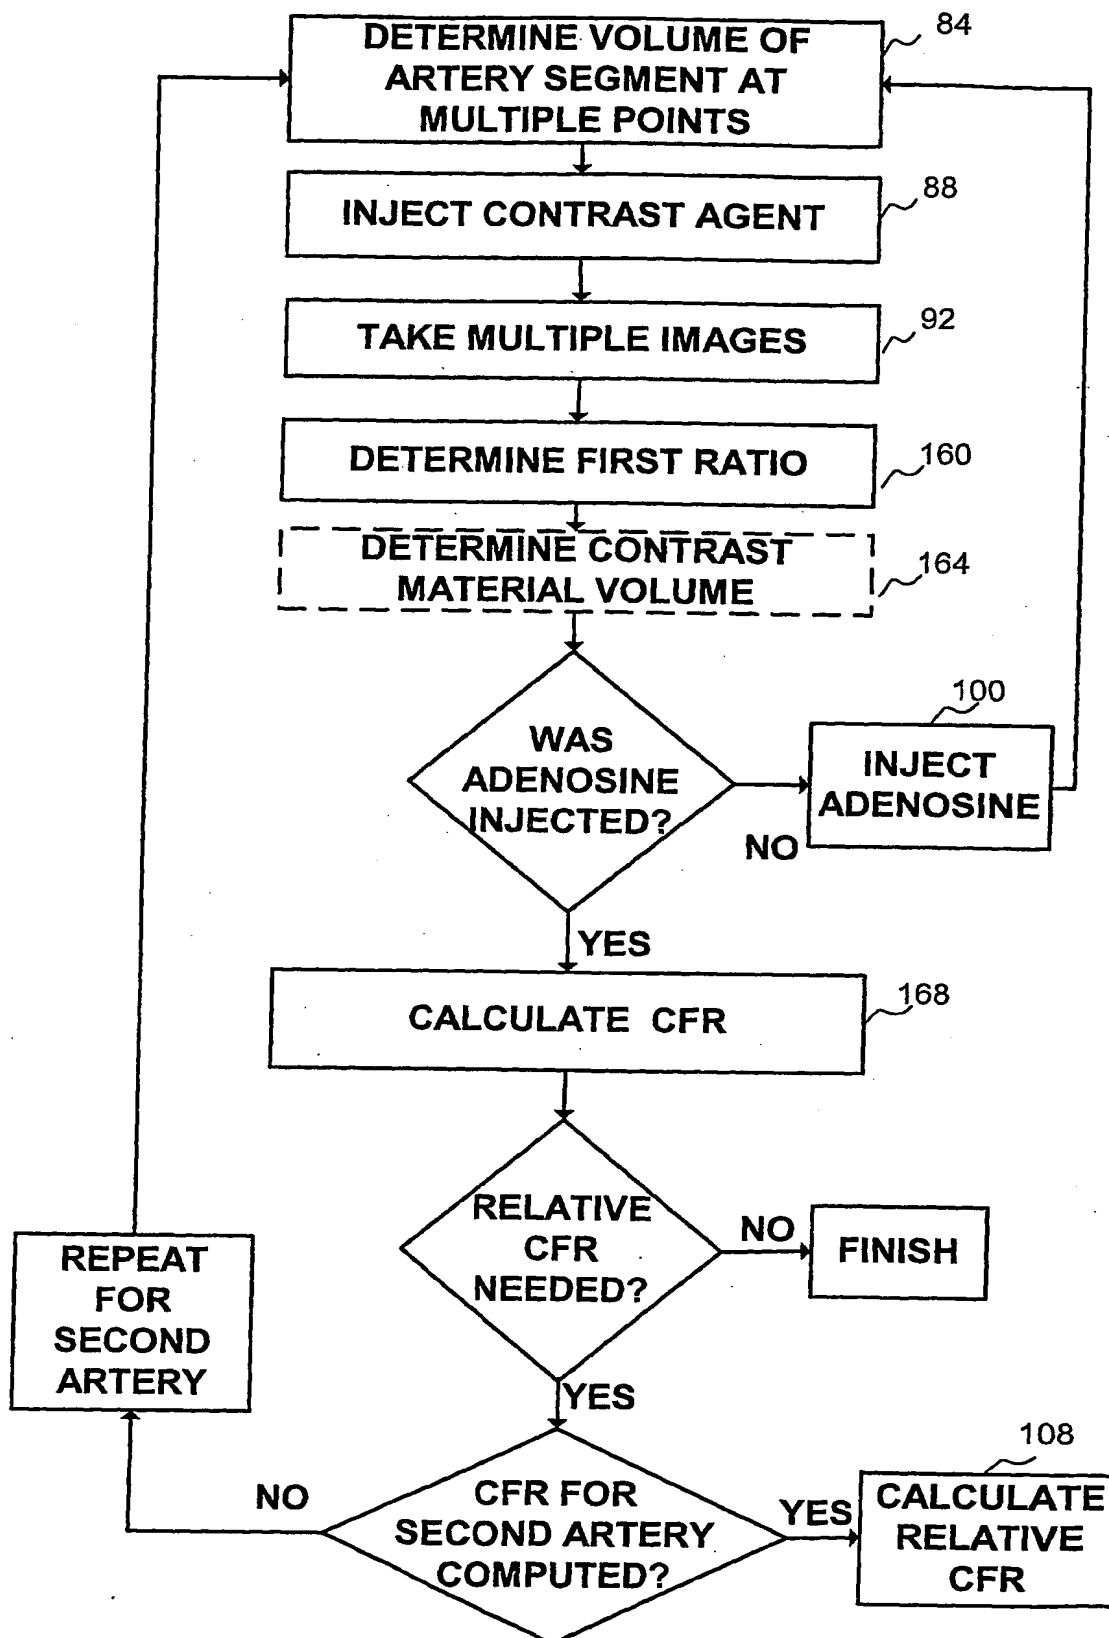 DETERMINE VOLUME OF
ARTERY SEGMENT AT
MULTIPLE POINTS
84
INJECT CONTRAST AGENT
88
TAKE MULTIPLE IMAGES
92
DETERMINE FIRST RATIO
160
DETERMINE CONTRAST
MATERIAL VOLUME
164
WAS
ADENOSINE
INJECTED?
NO
100
INJECT
ADENOSINE
YES
CALCULATE CFR
168
RELATIVE
CFR
NEEDED?
NO
FINISH
REPEAT
FOR
SECOND
ARTERY
YES
NO
CFR FOR
SECOND ARTERY
COMPUTED?
YES
108
CALCULATE
RELATIVE
CFR